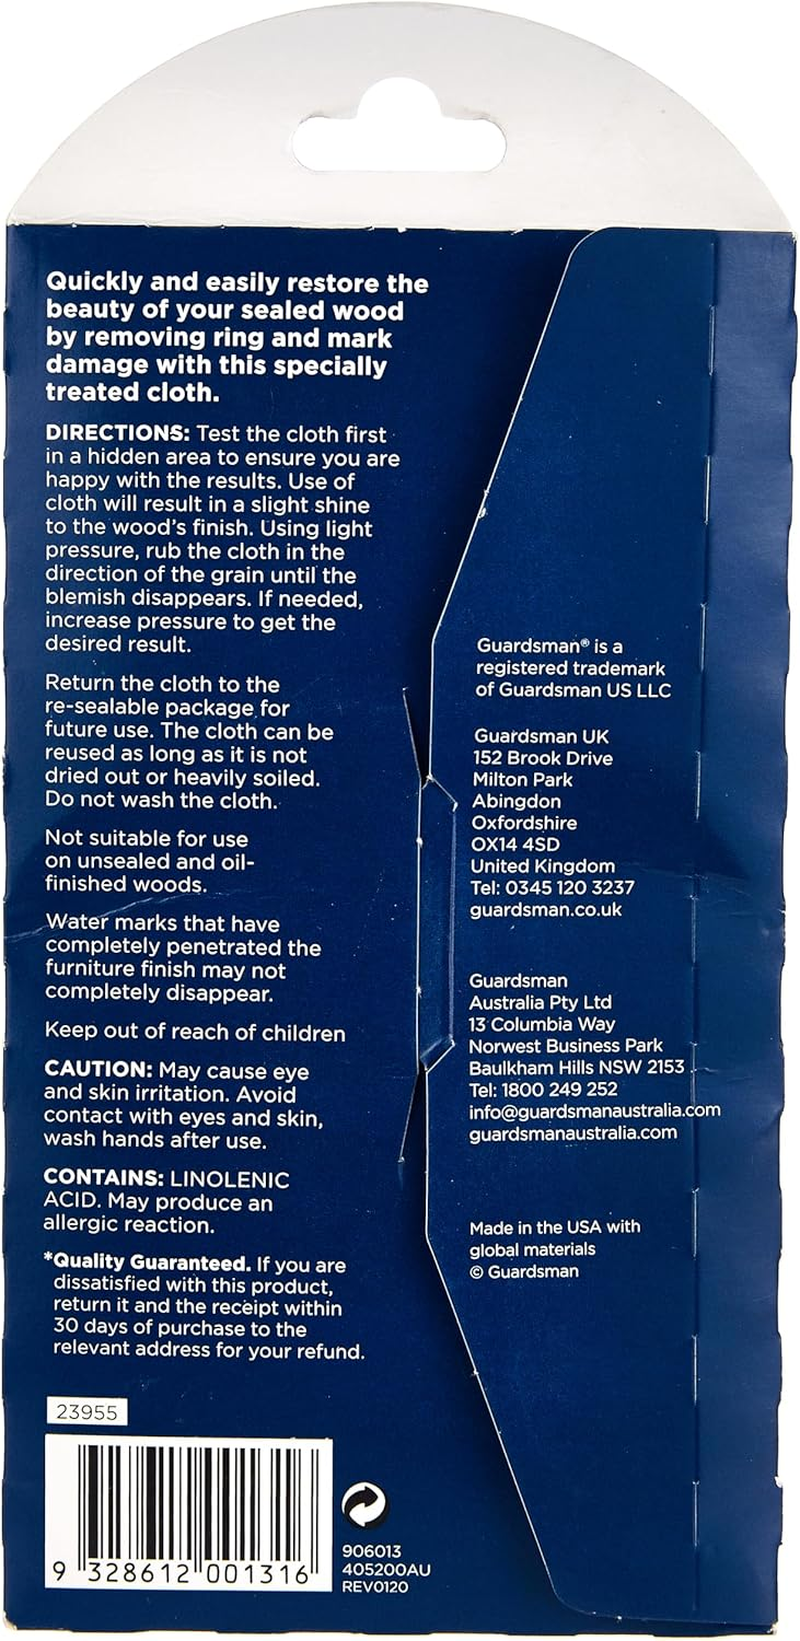 Quickly and easily restore the
beauty of your sealed wood
by removing ring and mark
damage with this specially
treated cloth.
DIRECTIONS: Test the cloth first
in a hidden area to ensure you are
happy with the results. Use of
cloth will result in a slight shine
to the wood's finish. Using light
pressure, rub the cloth in the
direction of the grain until the
blemish disappears. If needed,
increase pressure to get the
desired result.
Return the cloth to the
re-sealable package for
future use. The cloth can be
reused as long as it is not
dried out or heavily soiled.
Do not wash the cloth.
Not suitable for use
on unsealed and oil-
finished woods.
Water marks that have
completely penetrated the
furniture finish may not
completely disappear.
Keep out of reach of children
CAUTION: May cause eye
and skin irritation. Avoid
contact with eyes and skin,
wash hands after use.
CONTAINS: LINOLENIC
ACID. May produce an
allergic reaction.
*Quality Guaranteed. If you are
dissatisfied with this product,
return it and the receipt within
30 days of purchase to the
relevant address for your refund.
23955
9 328612 001316
906013
405200AU
REV0120
Guardsman® is a
registered trademark
of Guardsman US LLC
Guardsman UK
152 Brook Drive
Milton Park
Abingdon
Oxfordshire
OX14 4SD
United Kingdom
Tel: 0345 120 3237
guardsman.co.uk
Guardsman
Australia Pty Ltd
13 Columbia Way
Norwest Business Park
Baulkham Hills NSW 2153
Tel: 1800 249 252
info@guardsmanaustralia.com
guardsmanaustralia.com
Made in the USA with
global materials
© Guardsman